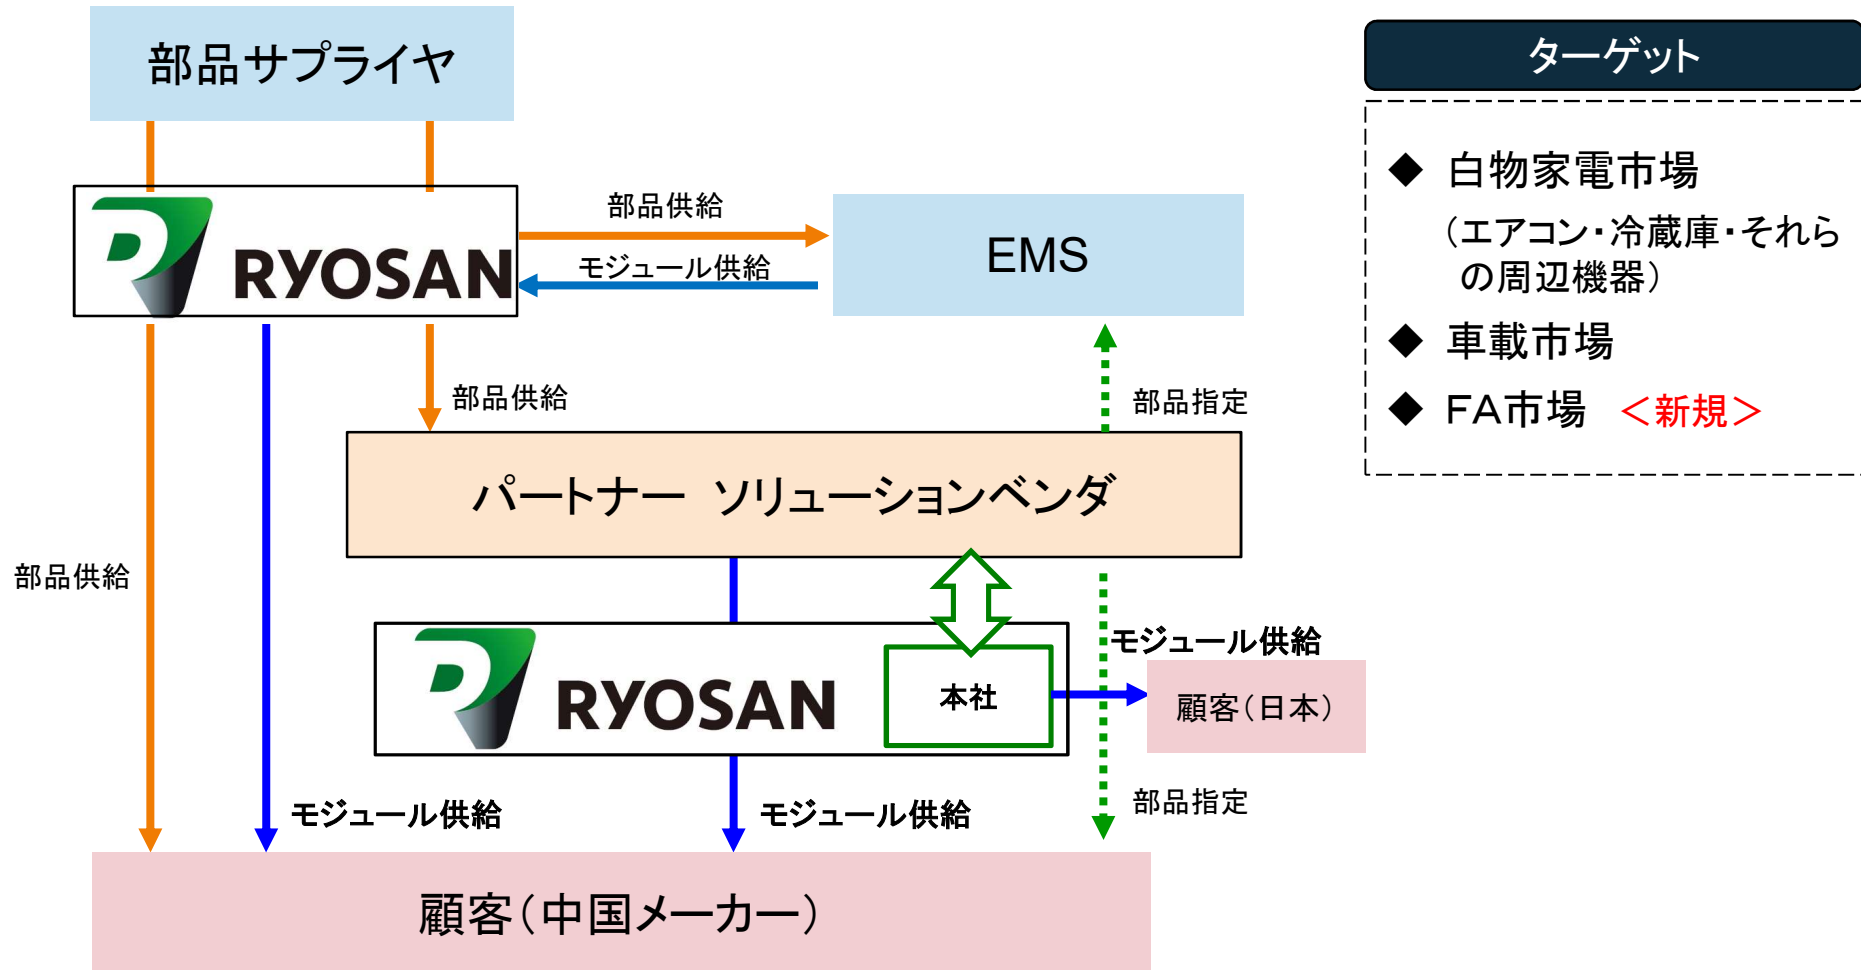 部品サプライヤ
ターゲット
◆ 白物家電市場
（エアコン・冷蔵庫・それら
の周辺機器）
◆ 車載市場
◆ FA市場 ＜新規＞
RYOSAN
部品供給
モジュール供給
EMS
部品供給
部品指定
パートナー ソリューションベンダ
部品供給
RYOSAN
本社
モジュール供給
顧客（日本）
モジュール供給
モジュール供給
部品指定
顧客（中国メーカー）